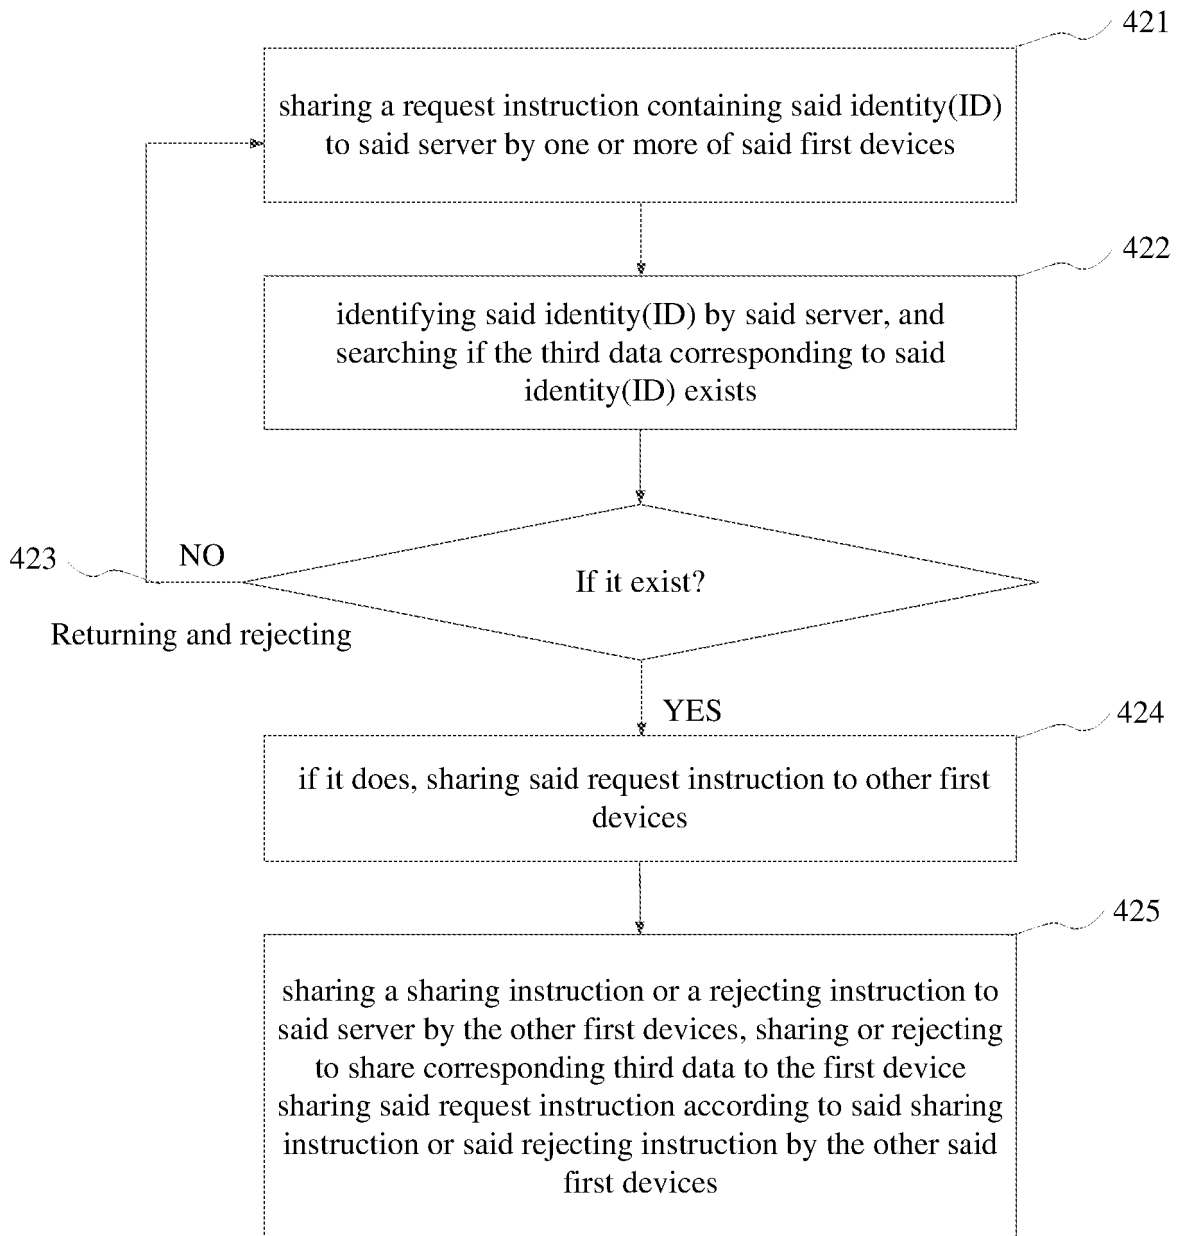 421
sharing a request instruction containing said identity(ID)
to said server by one or more of said first devices
422
identifying said identity(ID) by said server, and
searching if the third data corresponding to said
identity(ID) exists
423
NO
If it exist?
Returning and rejecting
YES
424
if it does, sharing said request instruction to other first
devices
425
sharing a sharing instruction or a rejecting instruction to
said server by the other first devices, sharing or rejecting
to share corresponding third data to the first device
sharing said request instruction according to said sharing
instruction or said rejecting instruction by the other said
first devices